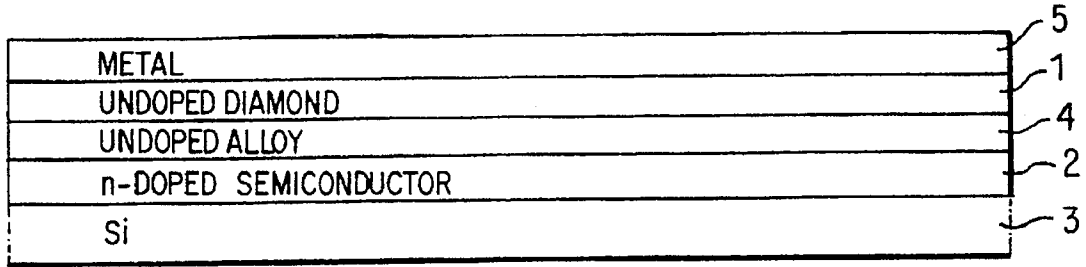 5
METAL
1
UNDOPED DIAMOND
4
UNDOPED ALLOY
2
n-DOPED SEMICONDUCTOR
3
Si